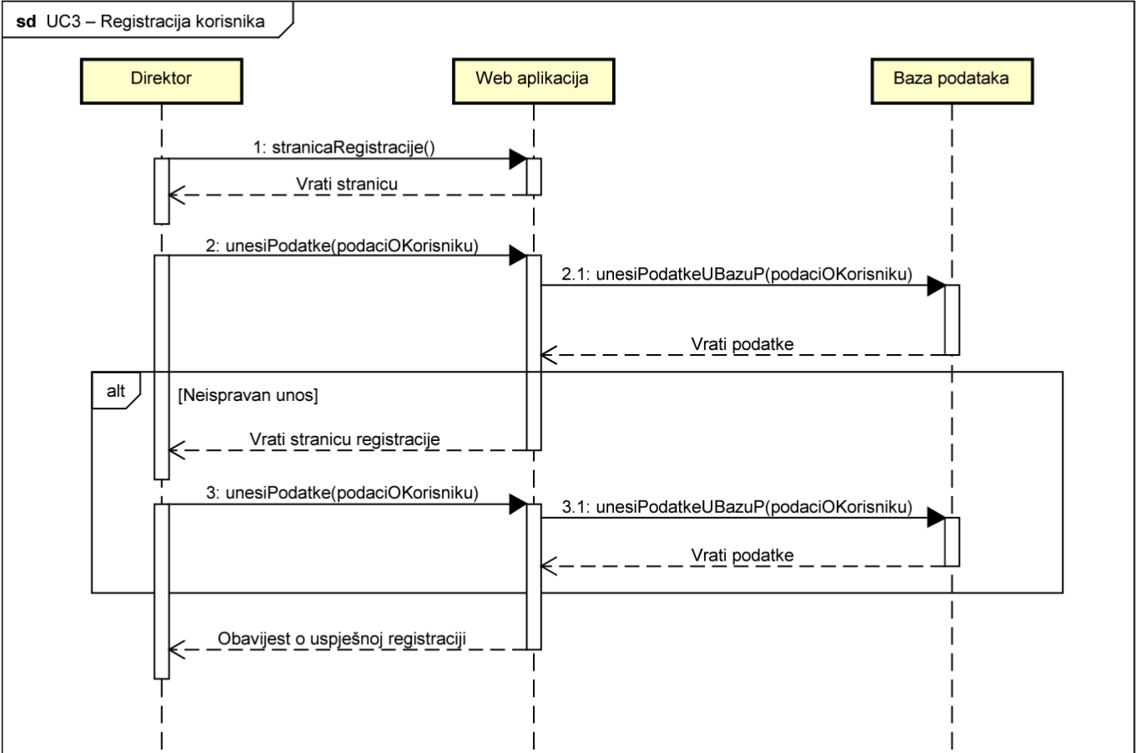 sd UC3 – Registracija korisnika
Direktor
Web aplikacija
Baza podataka
1: stranicaRegistracije()
Vrati stranicu
2: unesiPodatke(podaciOKorisniku)
2.1: unesiPodatkeUBazuP(podaciOKorisniku)
Vrati podatke
alt
[Neispravan unos]
Vrati stranicu registracije
3: unesiPodatke(podaciOKorisniku)
3.1: unesiPodatkeUBazuP(podaciOKorisniku)
Vrati podatke
Obavijest o uspješnoj registraciji